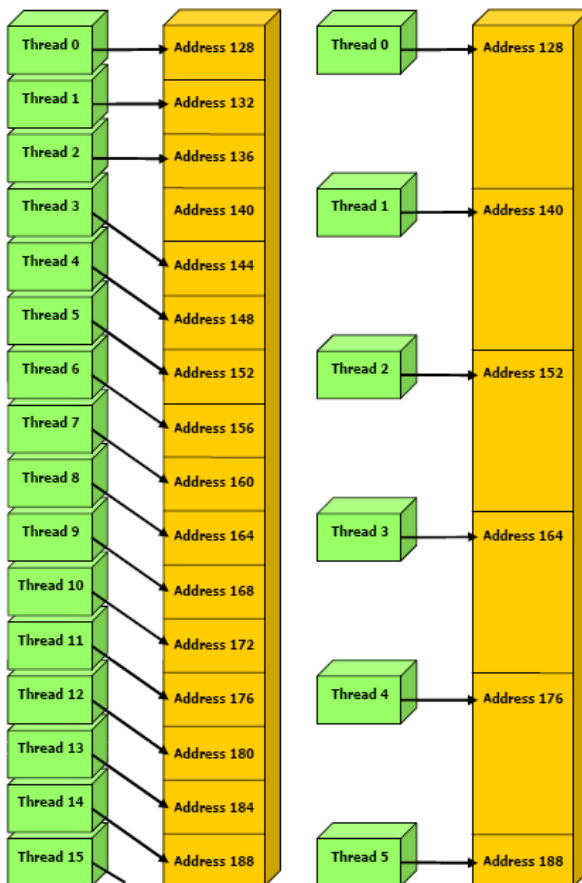 Thread 0
Address 128
Thread 1
Address 132
Thread 2
Address 136
Thread 3
Address 140
Thread 4
Address 144
Thread 5
Address 148
Thread 6
Address 152
Thread 7
Address 156
Thread 8
Address 160
Thread 9
Address 164
Thread 10
Address 168
Thread 11
Address 172
Thread 12
Address 176
Thread 13
Address 180
Thread 14
Address 184
Thread 15
Address 188
Thread 0
Address 128
Thread 1
Address 140
Thread 2
Address 152
Thread 3
Address 164
Thread 4
Address 176
Thread 5
Address 188